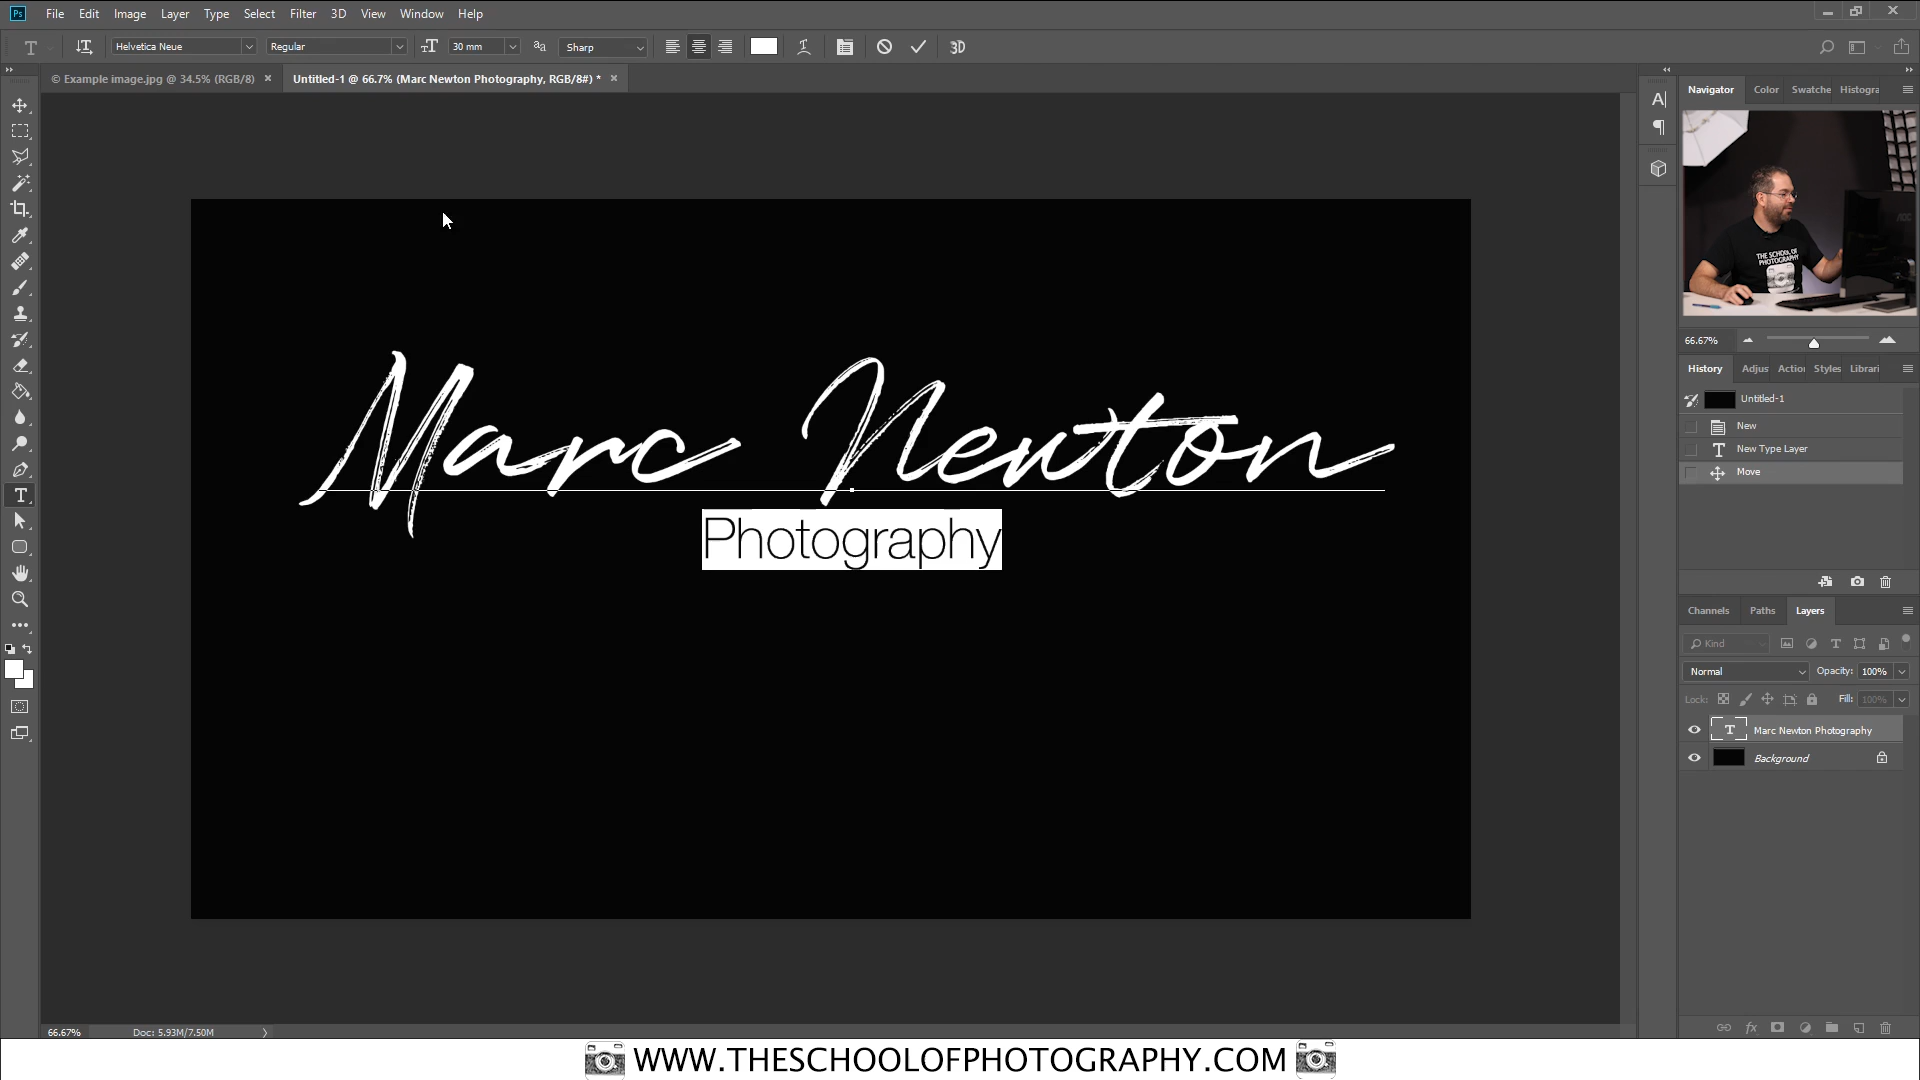 Ps File Edit Image Layer Type Select Filter 3D View Window Help
Helvetica Neue Regular 30 mm Sharp 3D
© Example image.jpg @ 34.5% (RGB/8) × Untitled-1 @ 66.7% (Marc Newton Photography, RGB/8#) * ×
Navigator Color Swatche Histogra
THE SCHOOL OF
PHOTOGRAPHY
66.67%
History Adjus Action Styles Librari
Untitled-1
New
New Type Layer
Move
Marc Newton
Photography
Channels Paths Layers
Kind
Normal Opacity: 100%
Lock: Fill: 100%
Marc Newton Photography
Background
66.67% Doc: 5.93M/7.50M
WWW.THESCHOOLOFPHOTOGRAPHY.COM